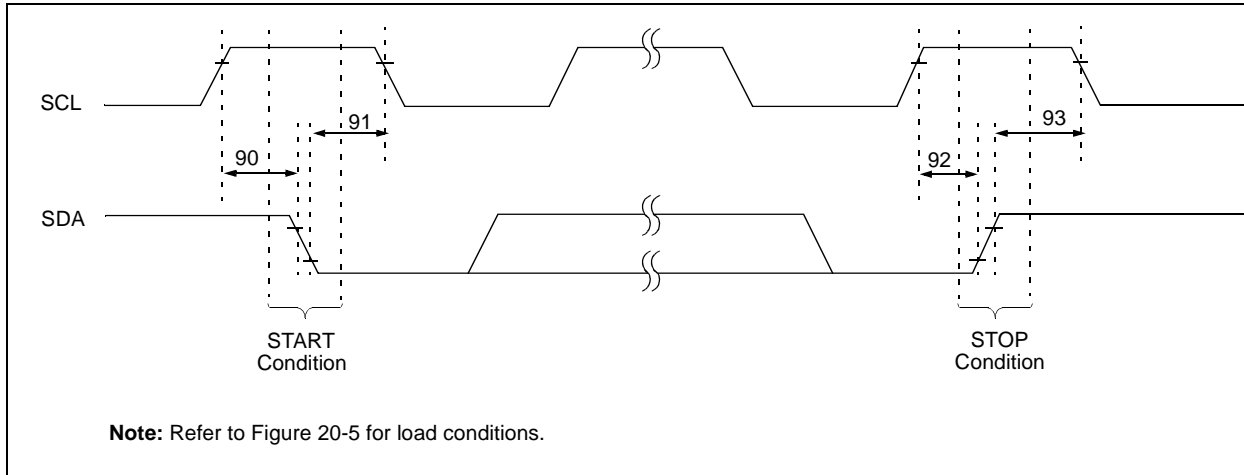 SCL
91
93
90
92
SDA
START
Condition
STOP
Condition
Note: Refer to Figure 20-5 for load conditions.